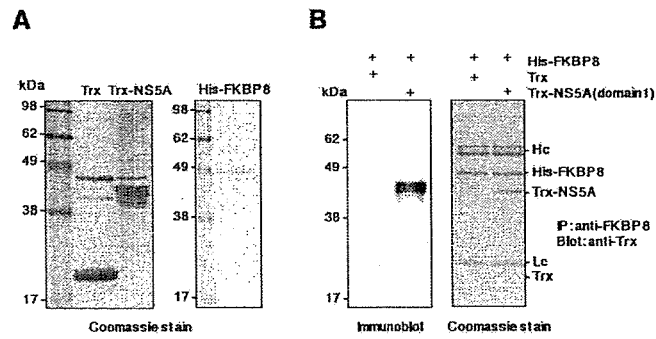 A
kDa Trx Trx-NS5A His-FKBP8
98
62
49
38
17
98
62
49
38
17
Coomassie stain
B
+ + + + His-FKBP8
+ + Trx
+ + Trx-NS5A(domain1)
kDa
62
49
38
17
Hc
His-FKBP8
Trx-NS5A
IP:anti-FKBP8
Blot:anti-Trx
Lc
Trx
Immunoblot Coomassie stain